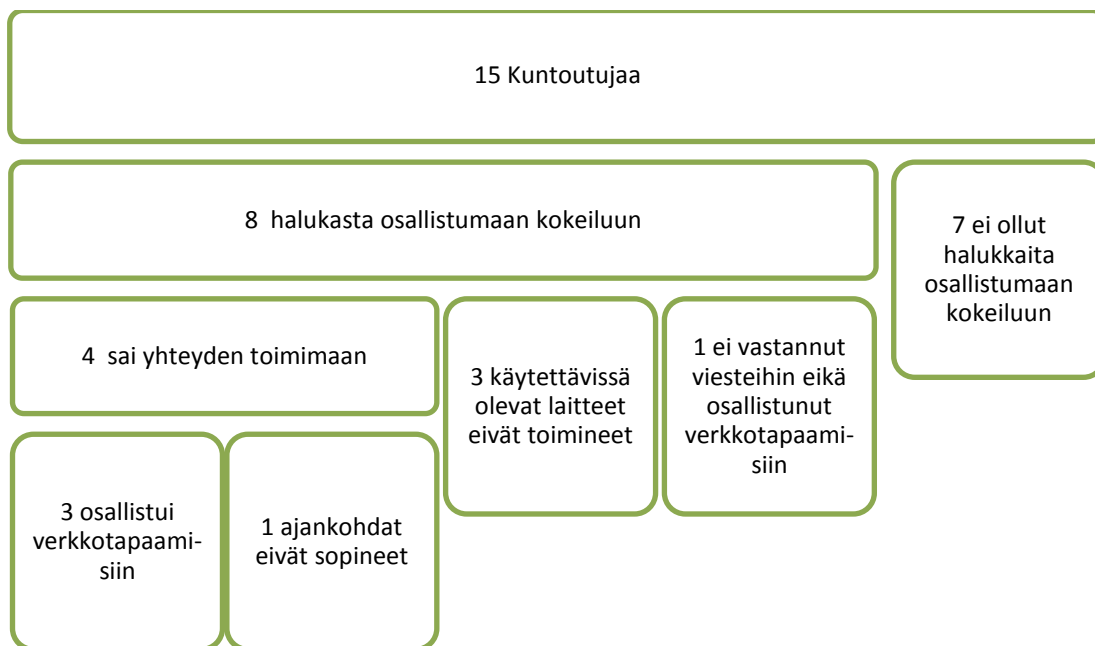 15 Kuntoutujaa
8 halukasta osallistumaan kokeiluun
7 ei ollut
halukkaita
osallistumaan
kokeiluun
4 sai yhteyden toimimaan
3 käytettävissä
olevat laitteet
eivät toimineet
1 ei vastannut
viesteihin eikä
osallistunut
verkkotapaami-
siin
3 osallistui
verkkotapaami-
siin
1 ajankohdat
eivät sopineet